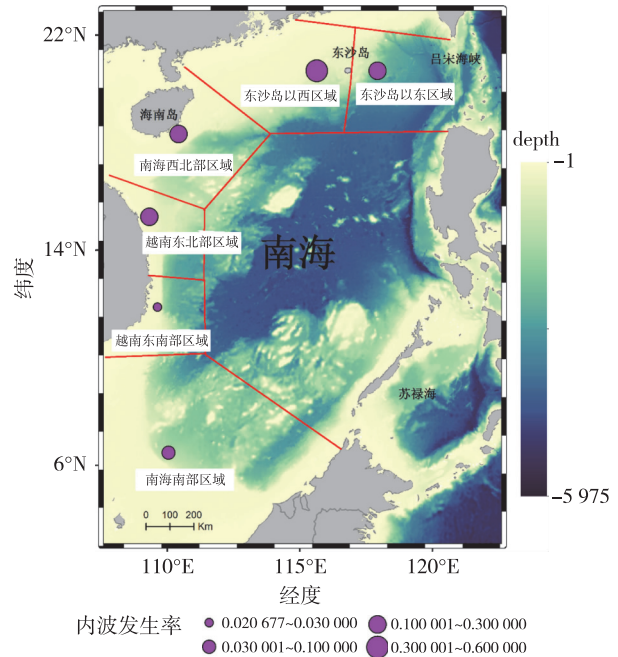 22°N
东沙岛
吕宋海峡
depth
东沙岛以西区域
东沙岛以东区域
海南岛
-1
南海西北部区域
越南东北部区域
14°N
南海
纬度
越南东南部区域
苏禄海
6°N
南海南部区域
-5 975
0 100 200
Km
110°E 115°E 120°E
经度
内波发生率
0.020 677~0.030 000
0.100 001~0.300 000
0.030 001~0.100 000
0.300 001~0.600 000